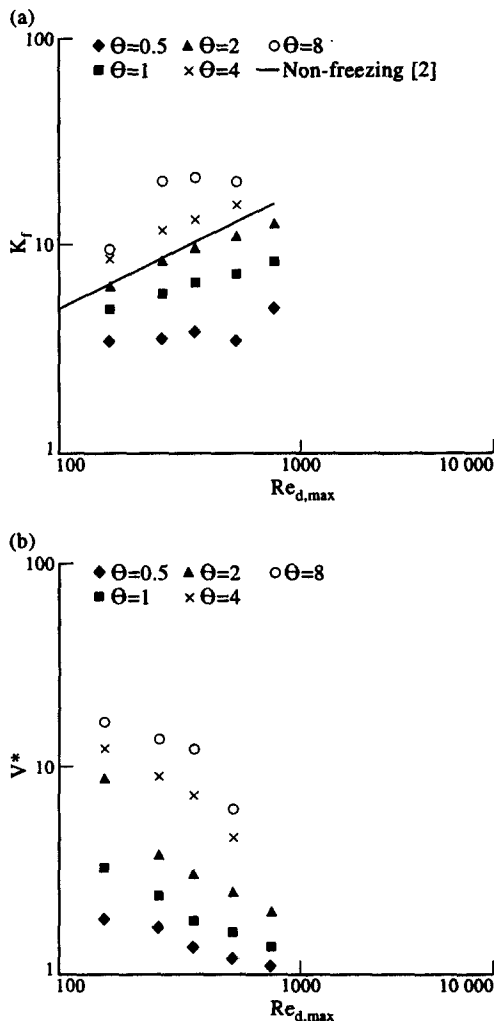 (a)
100
◆ Θ=0.5 ▲ Θ=2 ○ Θ=8
■ Θ=1 × Θ=4 — Non-freezing [2]
K_f
10
1
100 1000 10 000
Re_d,max
(b)
100
◆ Θ=0.5 ▲ Θ=2 ○ Θ=8
■ Θ=1 × Θ=4
V*
10
1
100 1000 10 000
Re_d,max